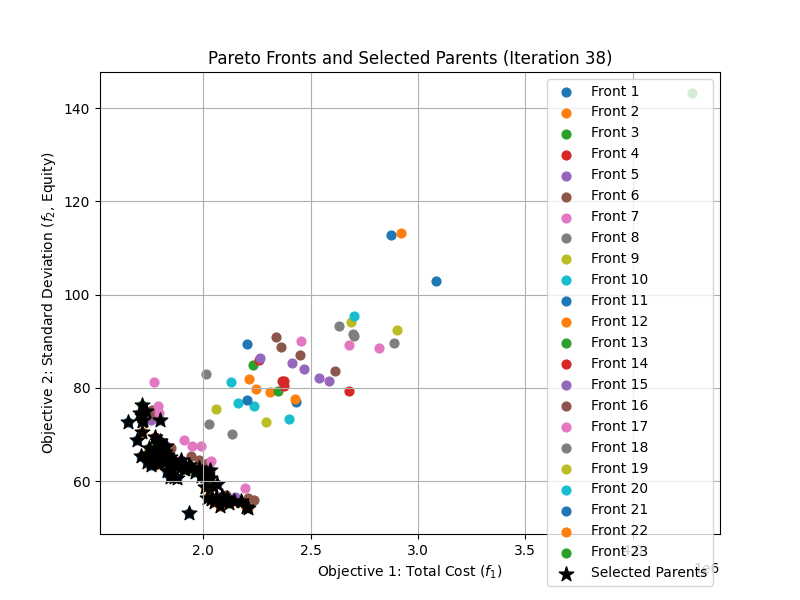 Pareto Fronts and Selected Parents (Iteration 38)
Objective 2: Standard Deviation (f₂, Equity)
140
120
100
80
60
2.0
2.5
3.0
3.5
Objective 1: Total Cost (f₁)
Front 1
Front 2
Front 3
Front 4
Front 5
Front 6
Front 7
Front 8
Front 9
Front 10
Front 11
Front 12
Front 13
Front 14
Front 15
Front 16
Front 17
Front 18
Front 19
Front 20
Front 21
Front 22
Front 23
Selected Parents
1e6